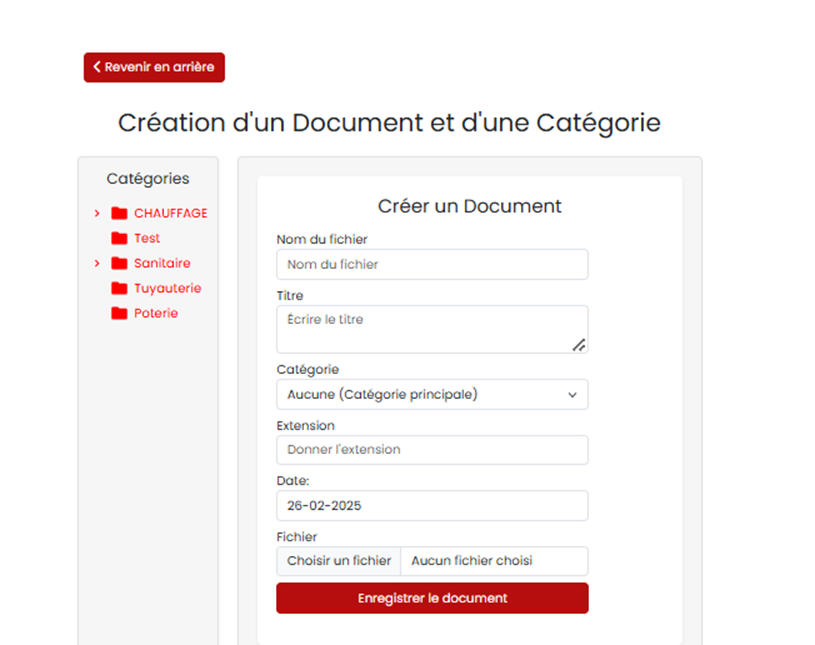 Revenir en arrière
Création d'un Document et d'une Catégorie
Catégories
CHAUFFAGE
Test
Sanitaire
Tuyauterie
Poterie
Créer un Document
Nom du fichier
Nom du fichier
Titre
Écrire le titre
Catégorie
Aucune (Catégorie principale)
Extension
Donner l'extension
Date:
26-02-2025
Fichier
Choisir un fichier Aucun fichier choisi
Enregistrer le document